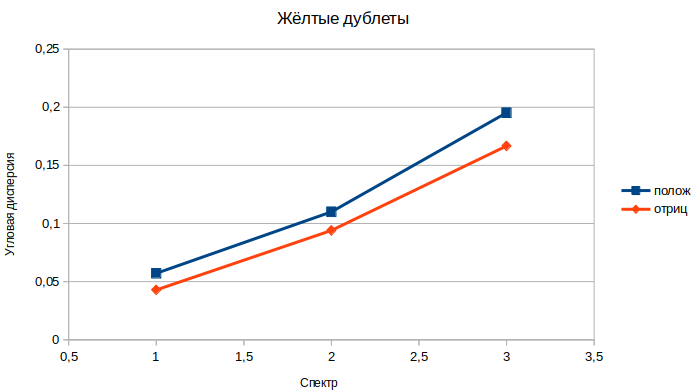 Жёлтые дублеты
0,25
0,2
0,15
0,1
0,05
0
Угловая дисперсия
0,5
1
1,5
2
2,5
3
3,5
Спектр
полож
отриц